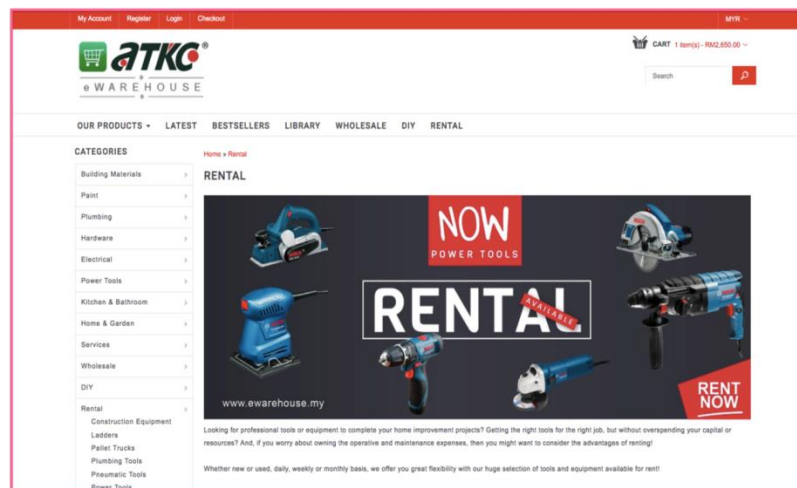 My Account Register Login Checkout MYR
ATKC®
eWAREHOUSE
CART 1 item(s) - RM2,650.00
Search
OUR PRODUCTS LATEST BESTSELLERS LIBRARY WHOLESALE DIY RENTAL
CATEGORIES
Building Materials
Paint
Plumbing
Hardware
Electrical
Power Tools
Kitchen & Bathroom
Home & Garden
Services
Wholesale
DIY
Rental
Construction Equipment
Ladders
Pallet Trucks
Plumbing Tools
Pneumatic Tools
Power Tools
Home » Rental
RENTAL
NOW
POWER TOOLS
RENTAL
AVAILABLE
www.ewarehouse.my
RENT
NOW
Looking for professional tools or equipment to complete your home improvement projects? Getting the right tools for the right job, but without overspending your capital or
resources? And, if you worry about owning the operative and maintenance expenses, then you might want to consider the advantages of renting!
Whether new or used, daily, weekly or monthly basis, we offer you great flexibility with our huge selection of tools and equipment available for rent!